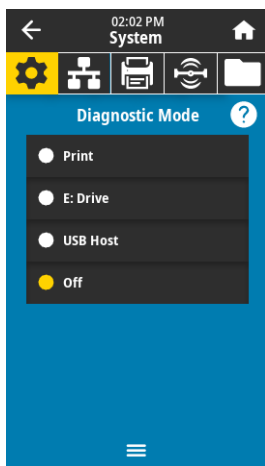 02:02 PM
System
Diagnostic Mode
?
Print
E: Drive
USB Host
Off